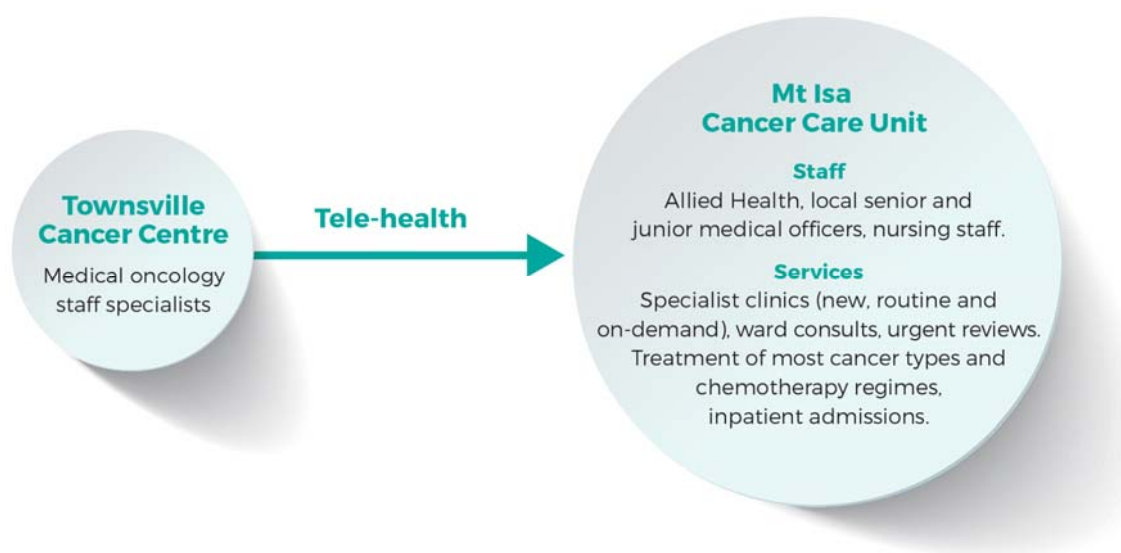 Townsville
Cancer Centre
Medical oncology
staff specialists
Tele-health
Mt Isa
Cancer Care Unit
Staff
Allied Health, local senior and
junior medical officers, nursing staff.
Services
Specialist clinics (new, routine and
on-demand), ward consults, urgent reviews.
Treatment of most cancer types and
chemotherapy regimes,
inpatient admissions.